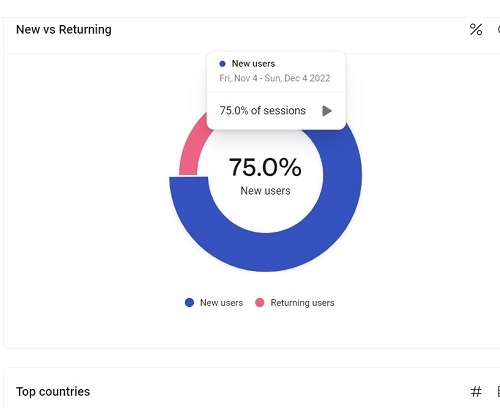 New vs Returning
%
New users
Fri, Nov 4 - Sun, Dec 4 2022
75.0% of sessions
75.0%
New users
New users
Returning users
Top countries
#